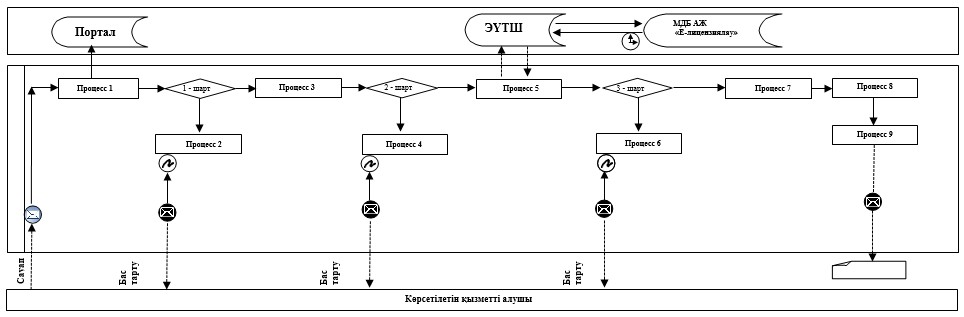 Портал
ЭҮТШ
МДБ АЖ
«Е-лицензиялау»
Процесс 1
1 - шарт
Процесс 3
2 - шарт
Процесс 5
3 - шарт
Процесс 7
Процесс 8
Процесс 2
Процесс 4
Процесс 6
Процесс 9
Сауап
Бас
тарту
Бас
тарту
Бас
тарту
Көрсетілетін қызметті алушы